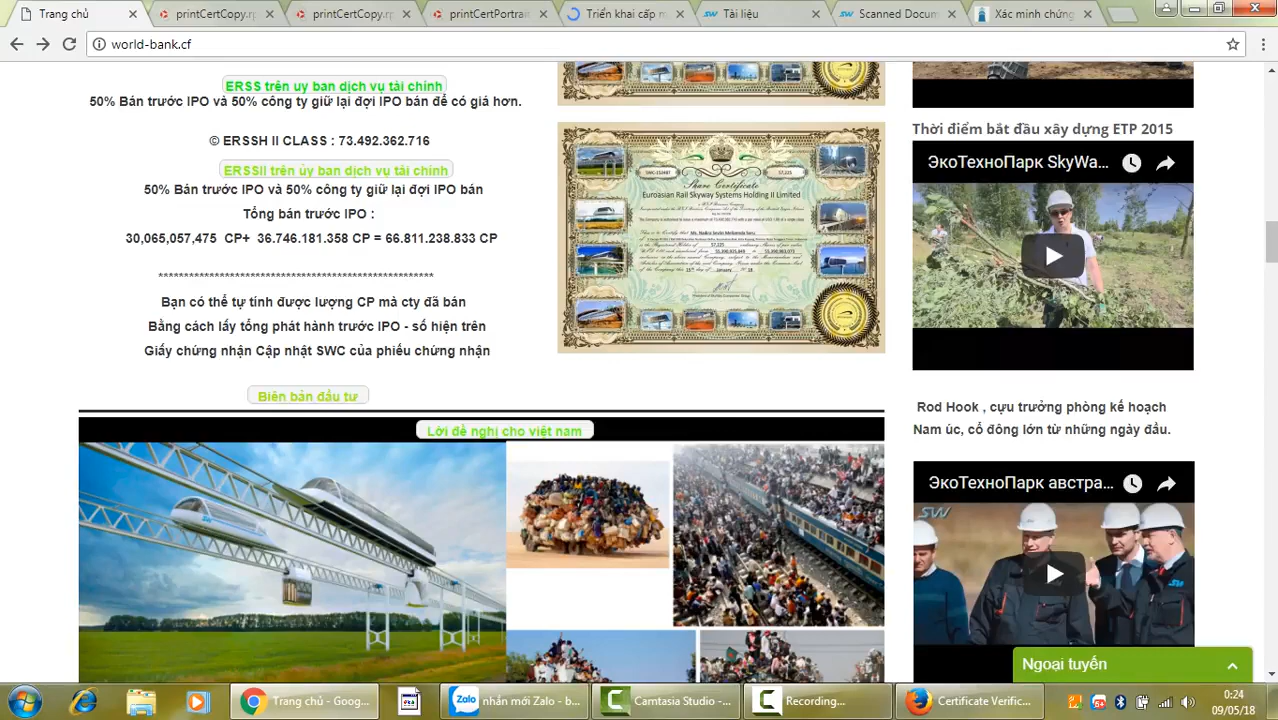 Trang chủ
printCertCopy.rp
printCertCopy.rp
printCertPortrai
Triển khai cấp m
Tài liệu
Scanned Docum
Xác minh chứng
world-bank.cf
ERSS trên uy ban dịch vụ tài chính
50% Bán trước IPO và 50% công ty giữ lại đợi IPO bán để có giá hơn.
© ERSSH II CLASS : 73.492.362.716
ERSSII trên ủy ban dịch vụ tài chính
50% Bán trước IPO và 50% công ty giữ lại đợi IPO bán
Tổng bán trước IPO :
30,065,057,475 CP+ 36.746.181.358 CP = 66.811.238.833 CP
******************************************************
Bạn có thể tự tính được lượng CP mà cty đã bán
Bằng cách lấy tổng phát hành trước IPO - số hiện trên
Giấy chứng nhận Cập nhật SWC của phiếu chứng nhận
Biên bản đầu tư
Share Certificate
Euroasian Rail Skyway Systems Holding II Limited
57,225
Lời đề nghị cho việt nam
Thời điểm bắt đầu xây dựng ETP 2015
ЭкоТехноПарк SkyWa...
Rod Hook , cựu trưởng phòng kế hoạch
Nam úc, cổ đông lớn từ những ngày đầu.
ЭкоТехноПарк австра...
SW
Ngoại tuyến
Trang chủ - Goog...
Zalo
nhắn mới Zalo - b...
Camtasia Studio -...
Recording...
Certificate Verific...
0:24
09/05/18